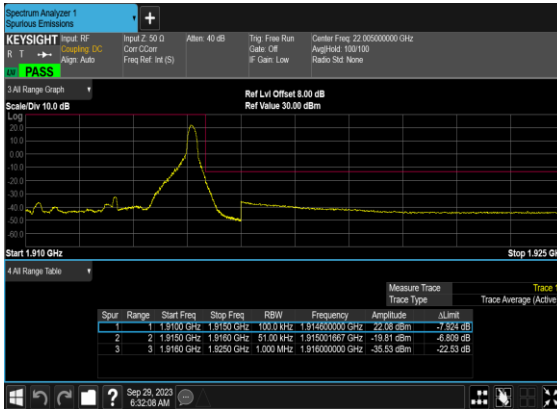 Spectrum Analyzer 1
Spurious Emissions
+
KEYSIGHT Input: RF Input Z: 50 Ω Atten: 40 dB Trig: Free Run Center Freq: 22.005000000 GHz
R T Coupling: DC Corr CCorr Gate: Off Avg|Hold: 100/100
Align: Auto Freq Ref: Int (S) IF Gain: Low Radio Std: None
PASS
3 All Range Graph
Ref Lvl Offset 8.00 dB
Scale/Div 10.0 dB Ref Value 30.00 dBm
Log
20.0
10.0
0.00
-10.0
-20.0
-30.0
-40.0
-50.0
-60.0
Start 1.910 GHz Stop 1.925 GH
4 All Range Table
Measure Trace Trace 1
Trace Type Trace Average (Active
Spur Range Start Freq Stop Freq RBW Frequency Amplitude ΔLimit
1 1 1.9100 GHz 1.9150 GHz 100.0 kHz 1.914600000 GHz 22.08 dBm -7.924 dB
2 2 1.9150 GHz 1.9160 GHz 51.00 kHz 1.915001667 GHz -19.81 dBm -6.809 dB
3 3 1.9160 GHz 1.9250 GHz 1.000 MHz 1.916000000 GHz -35.53 dBm -22.53 dB
? Sep 29, 2023
6:32:08 AM